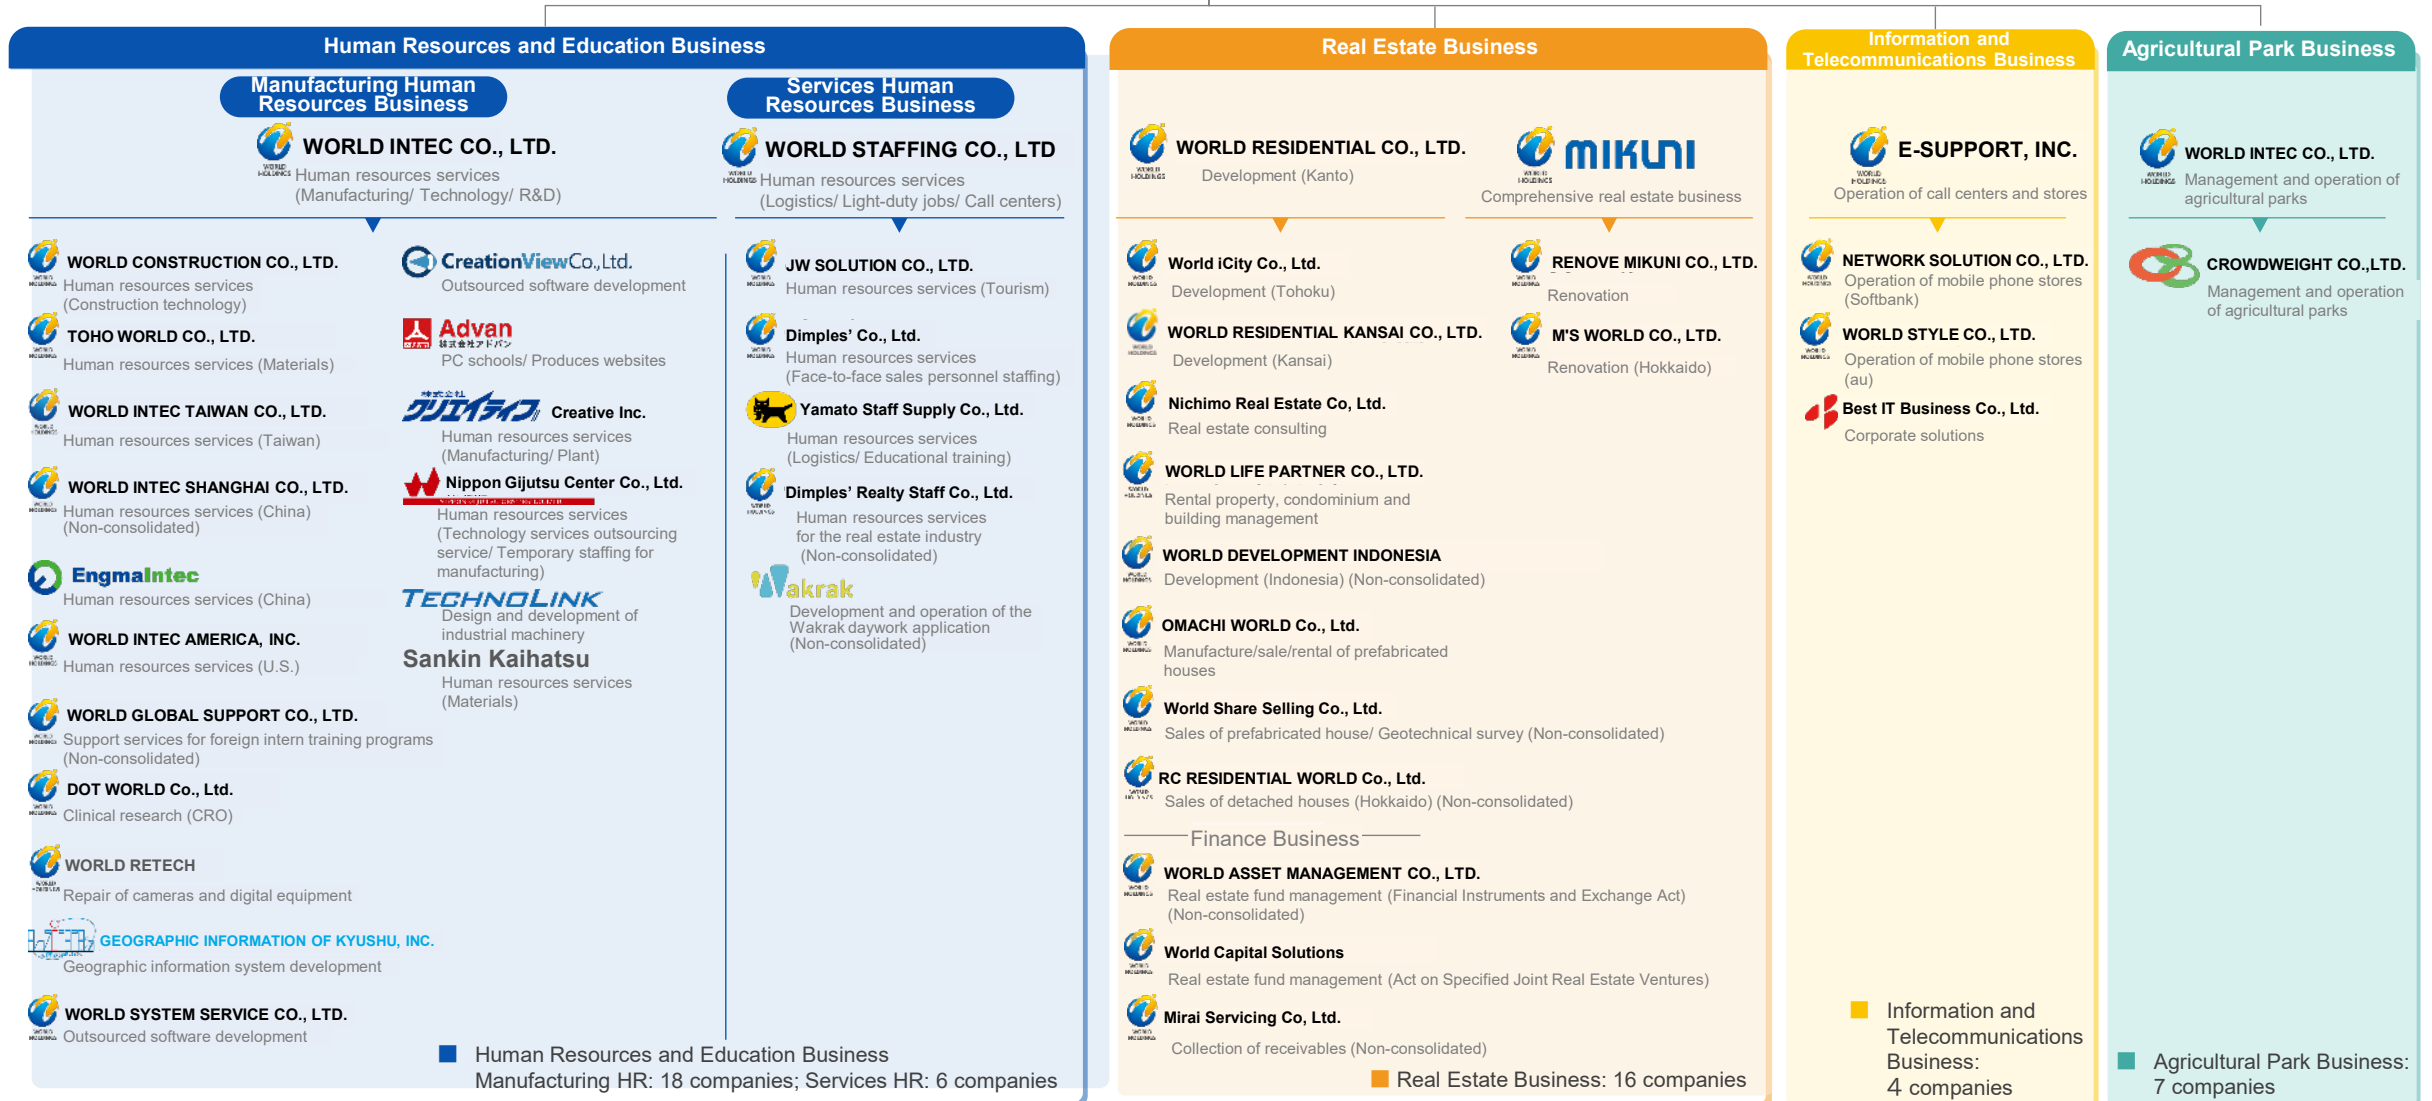 Human Resources and Education Business
Manufacturing Human
Resources Business
WORLD INTEC CO., LTD.
Human resources services
(Manufacturing/ Technology/ R&D)
WORLD CONSTRUCTION CO., LTD.
Human resources services
(Construction technology)
TOHO WORLD CO., LTD.
Human resources services (Materials)
WORLD INTEC TAIWAN CO., LTD.
Human resources services (Taiwan)
WORLD INTEC SHANGHAI CO., LTD.
Human resources services (China)
(Non-consolidated)
EngmaIntec
Human resources services (China)
WORLD INTEC AMERICA, INC.
Human resources services (U.S.)
WORLD GLOBAL SUPPORT CO., LTD.
Support services for foreign intern training programs
(Non-consolidated)
DOT WORLD Co., Ltd.
Clinical research (CRO)
WORLD RETECH
Repair of cameras and digital equipment
GEOGRAPHIC INFORMATION OF KYUSHU, INC.
Geographic information system development
WORLD SYSTEM SERVICE CO., LTD.
Outsourced software development
CreationView Co., Ltd.
Outsourced software development
Advan
株式会社アドバン
PC schools/ Produces websites
株式会社
クリエイティブ Creative Inc.
Human resources services
(Manufacturing/ Plant)
Nippon Gijutsu Center Co., Ltd.
Human resources services
(Technology services outsourcing
service/ Temporary staffing for
manufacturing)
TECHNOLINK
Design and development of
industrial machinery
Sankin Kaihatsu
Human resources services
(Materials)
Services Human
Resources Business
WORLD STAFFING CO., LTD
Human resources services
(Logistics/ Light-duty jobs/ Call centers)
JW SOLUTION CO., LTD.
Human resources services (Tourism)
Dimples' Co., Ltd.
Human resources services
(Face-to-face sales personnel staffing)
Yamato Staff Supply Co., Ltd.
Human resources services
(Logistics/ Educational training)
Dimples' Realty Staff Co., Ltd.
Human resources services
for the real estate industry
(Non-consolidated)
Wakrak
Development and operation of the
Wakrak daywork application
(Non-consolidated)
Human Resources and Education Business
Manufacturing HR: 18 companies; Services HR: 6 companies
Real Estate Business
WORLD HOLDINGS
WORLD RESIDENTIAL CO., LTD.
Development (Kanto)
World iCity Co., Ltd.
Development (Tohoku)
WORLD RESIDENTIAL KANSAI CO., LTD.
Development (Kansai)
Nichimo Real Estate Co, Ltd.
Real estate consulting
WORLD LIFE PARTNER CO., LTD.
Rental property, condominium and
building management
WORLD DEVELOPMENT INDONESIA
Development (Indonesia) (Non-consolidated)
OMACHI WORLD Co., Ltd.
Manufacture/sale/rental of prefabricated
houses
World Share Selling Co., Ltd.
Sales of prefabricated house/ Geotechnical survey (Non-consolidated)
RC RESIDENTIAL WORLD Co., Ltd.
Sales of detached houses (Hokkaido) (Non-consolidated)
Finance Business
WORLD ASSET MANAGEMENT CO., LTD.
Real estate fund management (Financial Instruments and Exchange Act)
(Non-consolidated)
World Capital Solutions
Real estate fund management (Act on Specified Joint Real Estate Ventures)
Mirai Servicing Co, Ltd.
Collection of receivables (Non-consolidated)
MIKUNI
Comprehensive real estate business
RENOVE MIKUNI CO., LTD.
Renovation
M'S WORLD CO., LTD.
Renovation (Hokkaido)
Real Estate Business: 16 companies
Information and
Telecommunications Business
E-SUPPORT, INC.
Operation of call centers and stores
NETWORK SOLUTION CO., LTD.
Operation of mobile phone stores
(Softbank)
WORLD STYLE CO., LTD.
Operation of mobile phone stores
(au)
Best IT Business Co., Ltd.
Corporate solutions
Information and
Telecommunications
Business:
4 companies
Agricultural Park Business
WORLD INTEC CO., LTD.
Management and operation of
agricultural parks
CROWDWEIGHT CO.,LTD.
Management and operation
of agricultural parks
Agricultural Park Business:
7 companies